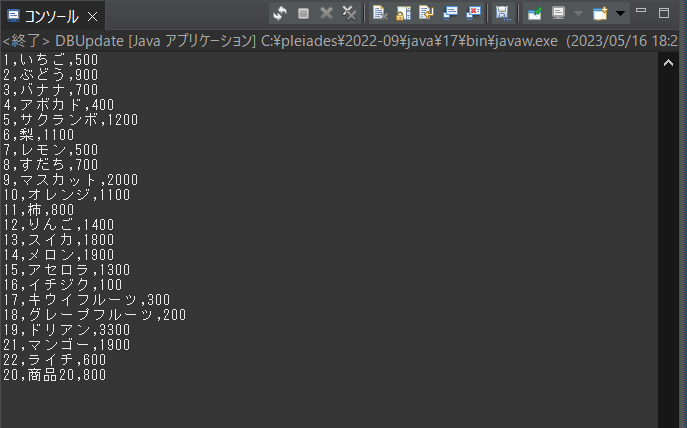 コンソール
<終了> DBUpdate [Java アプリケーション] C:¥pleiades¥2022-09¥java¥17¥bin¥javaw.exe (2023/05/16 18:2
1,いちご,500
2,ぶどう,900
3,バナナ,700
4,アボカド,400
5,サクランボ,1200
6,梨,1100
7,レモン,500
8,すだち,700
9,マスカット,2000
10,オレンジ,1100
11,柿,800
12,りんご,1400
13,スイカ,1800
14,メロン,1900
15,アセロラ,1300
16,イチジク,100
17,キウイフルーツ,300
18,グレープフルーツ,200
19,ドリアン,3300
21,マンゴー,1900
22,ライチ,600
20,商品20,800